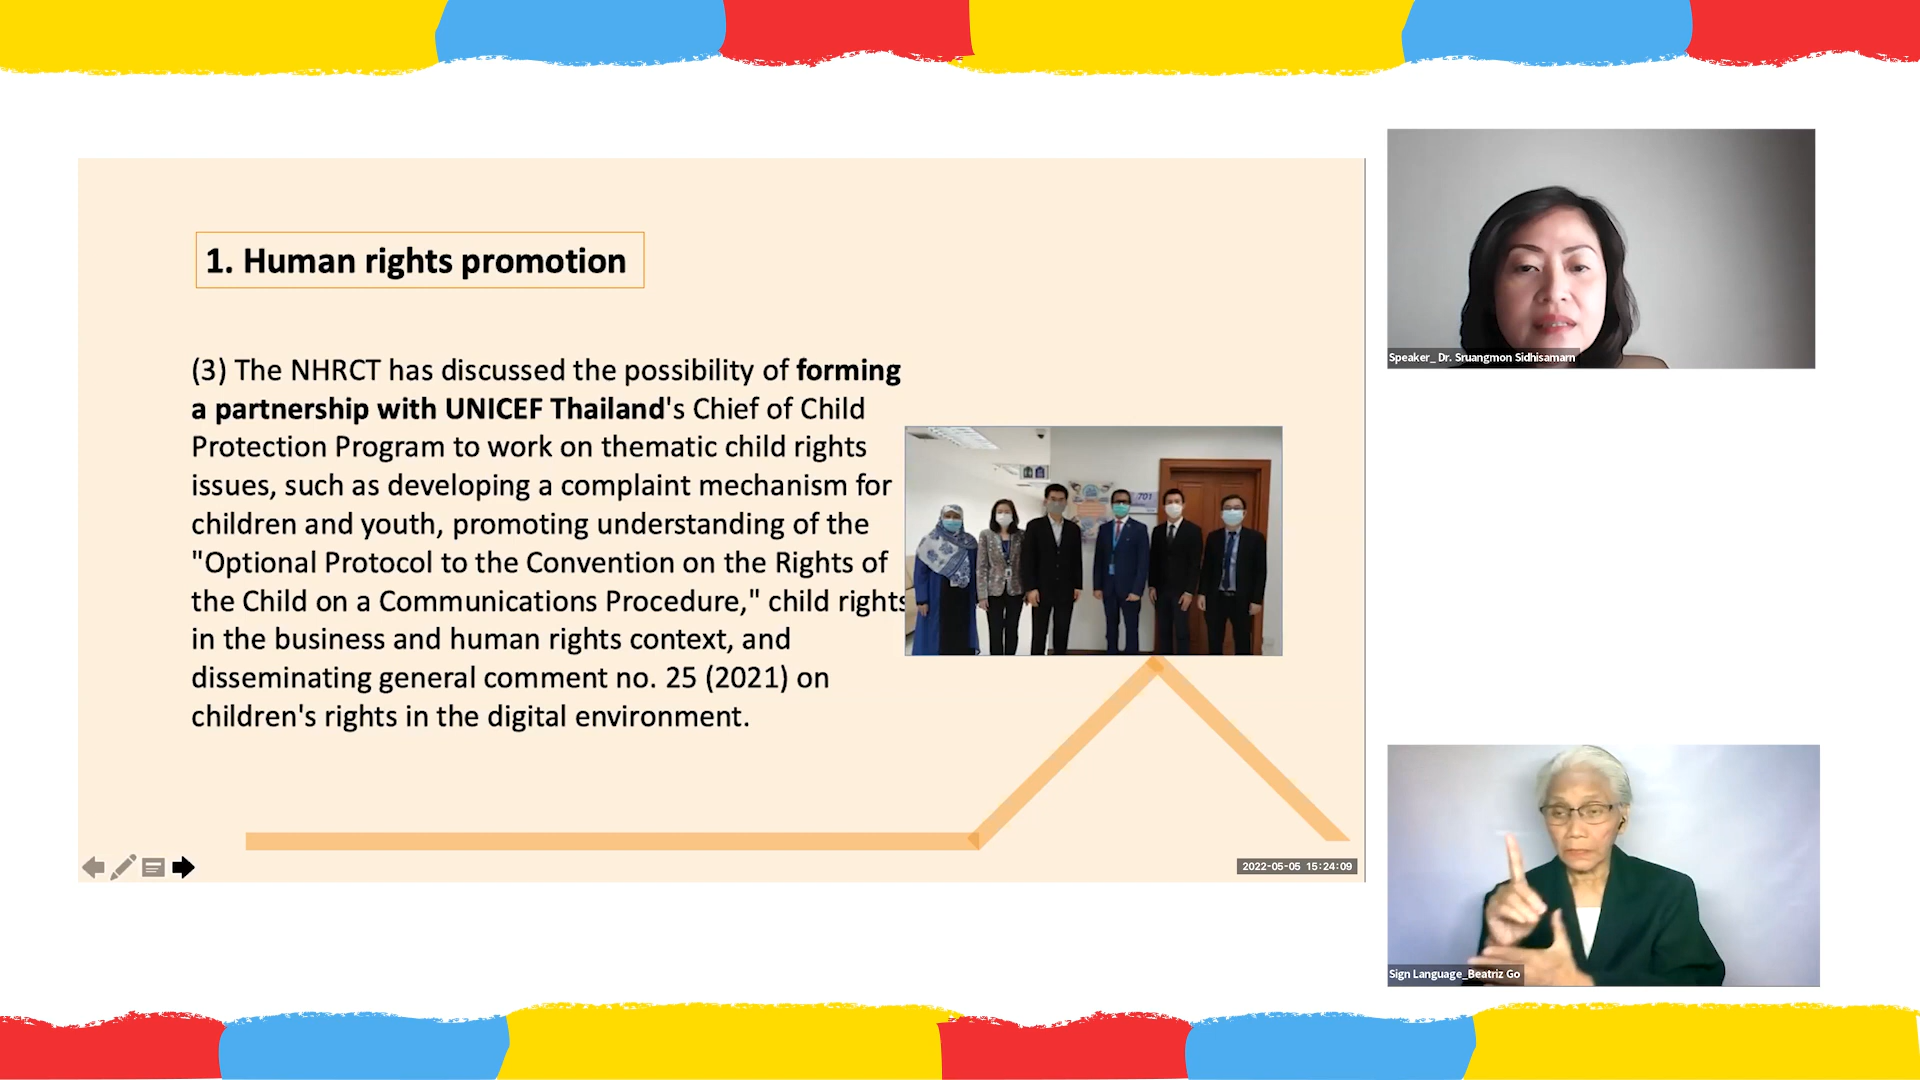 1. Human rights promotion
(3) The NHRCT has discussed the possibility of forming
a partnership with UNICEF Thailand's Chief of Child
Protection Program to work on thematic child rights
issues, such as developing a complaint mechanism for
children and youth, promoting understanding of the
"Optional Protocol to the Convention on the Rights of
the Child on a Communications Procedure," child rights
in the business and human rights context, and
disseminating general comment no. 25 (2021) on
children's rights in the digital environment.
701
2022-05-05 15:24:09
Speaker_ Dr. Sruangmon Sidhisamarn
Sign Language_Beatriz Go